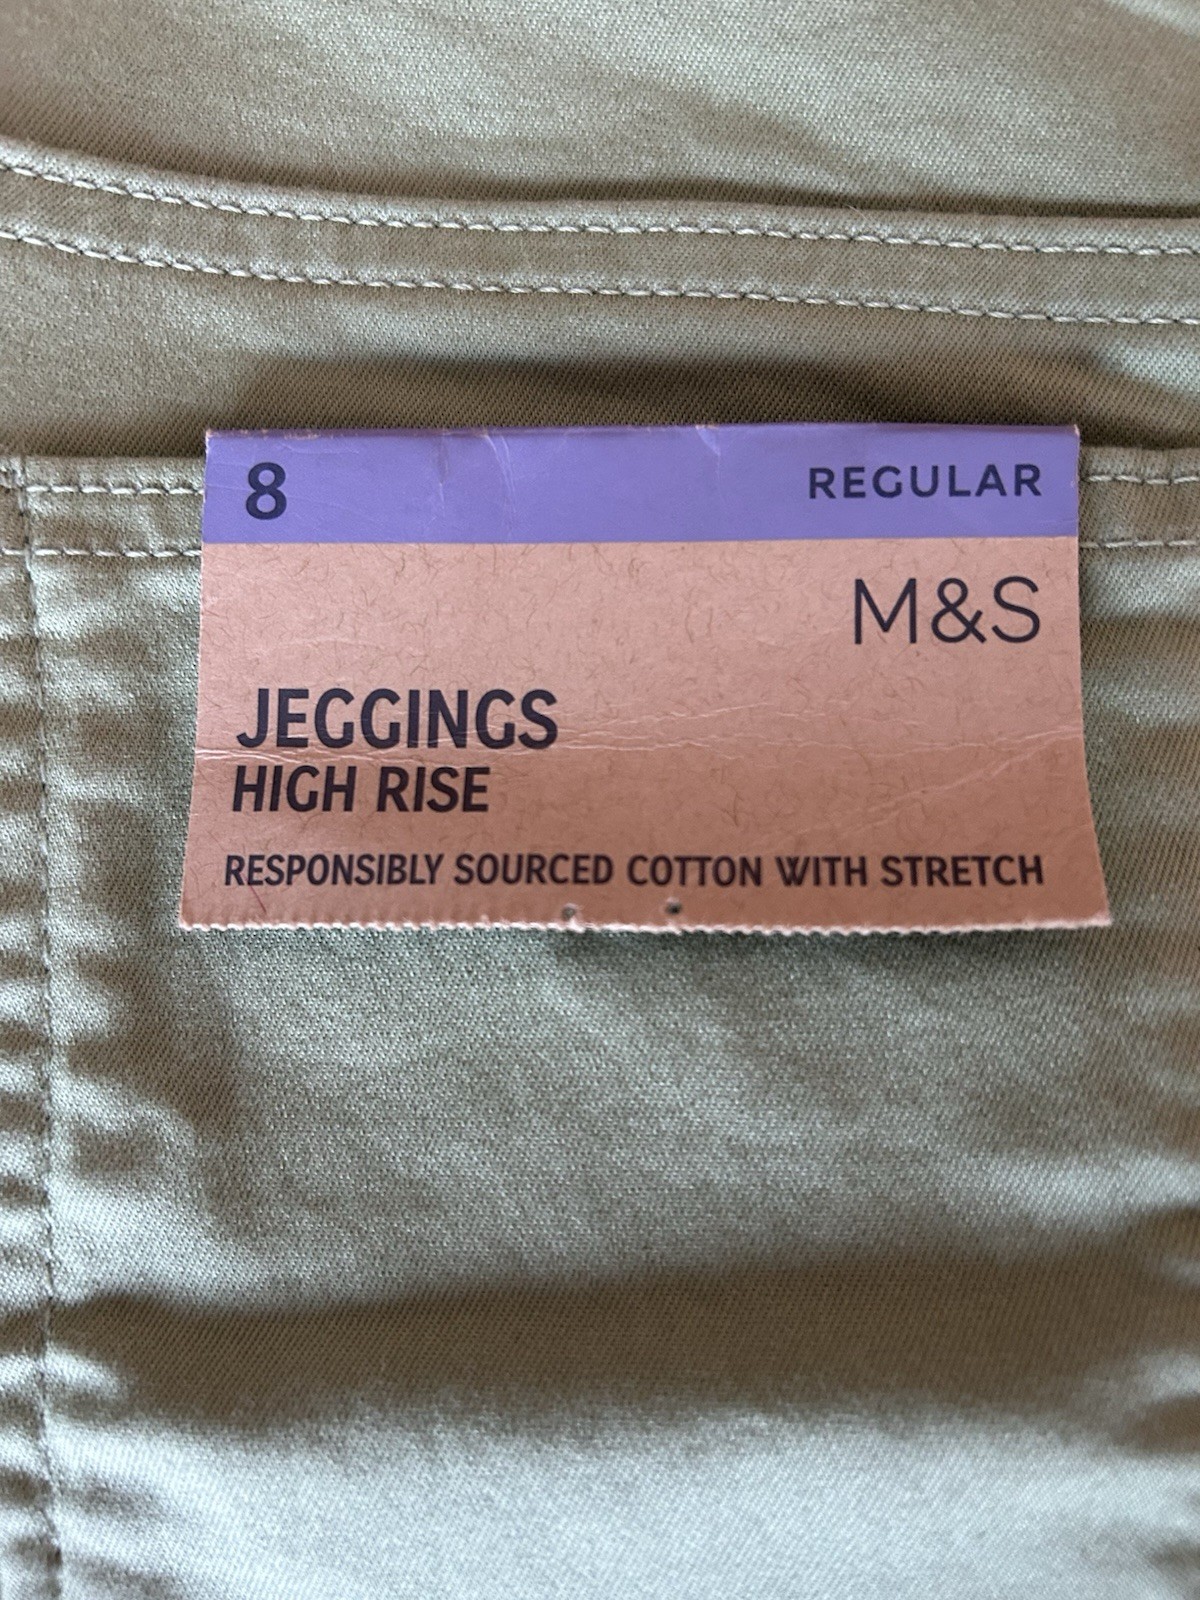 8 REGULAR
M&S
JEGGINGS
HIGH RISE
RESPONSIBLY SOURCED COTTON WITH STRETCH